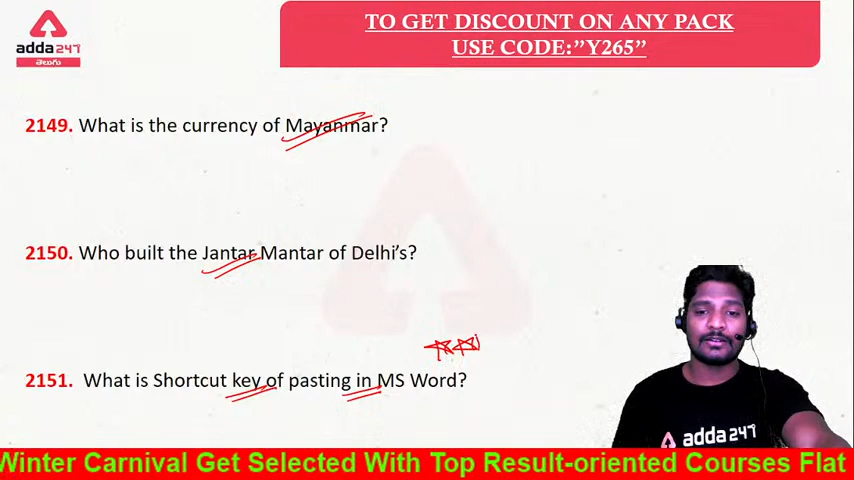 adda247
తెలుగు
TO GET DISCOUNT ON ANY PACK
USE CODE:”Y265”
2149. What is the currency of Mayanmar?
2150. Who built the Jantar Mantar of Delhi’s?
2151. What is Shortcut key of pasting in MS Word?
adda247
Winter Carnival Get Selected With Top Result-oriented Courses Flat